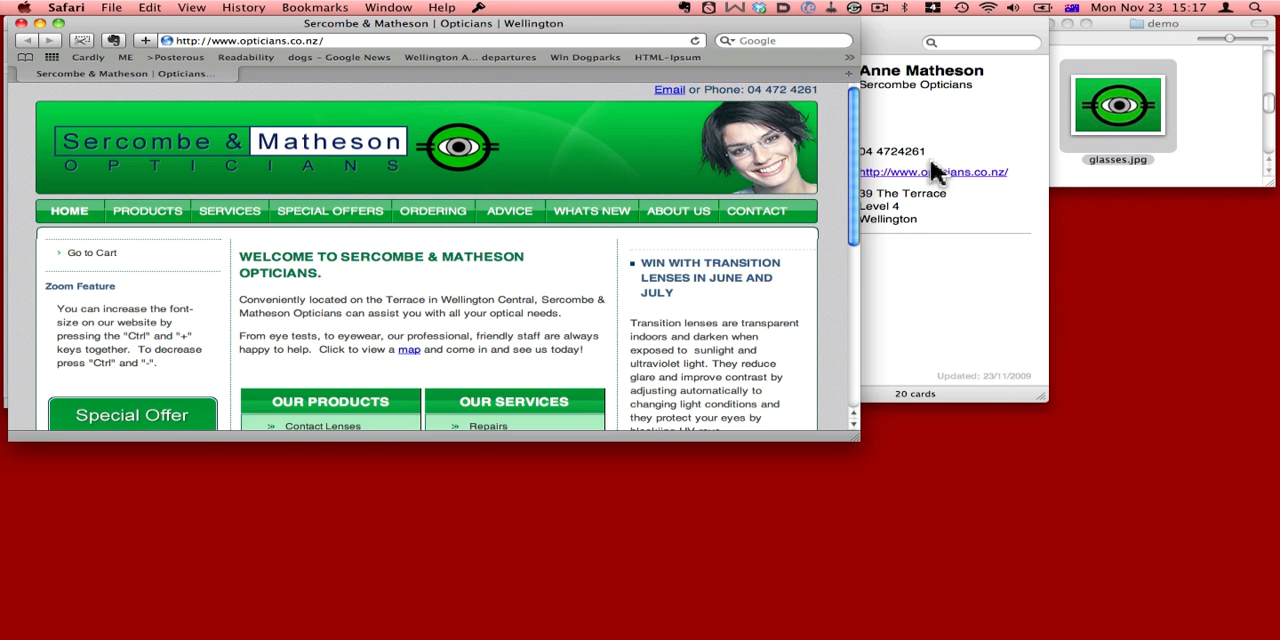 Safari File Edit View History Bookmarks Window Help
Mon Nov 23 15:17
Sercombe & Matheson | Opticians | Wellington
http://www.opticians.co.nz/
Google
Cardly ME >Posterous Readability dogs – Google News Wellington A... departures Win Dogparks HTML-Ipsum
Sercombe & Matheson | Opticians...
Email or Phone: 04 472 4261
Sercombe & Matheson
OPTICIANS
HOME PRODUCTS SERVICES SPECIAL OFFERS ORDERING ADVICE WHATS NEW ABOUT US CONTACT
Go to Cart
Zoom Feature
You can increase the font-
size on our website by
pressing the "Ctrl" and "+"
keys together. To decrease
press "Ctrl" and "-".
Special Offer
WELCOME TO SERCOMBE & MATHESON
OPTICIANS.
Conveniently located on the Terrace in Wellington Central, Sercombe &
Matheson Opticians can assist you with all your optical needs.
From eye tests, to eyewear, our professional, friendly staff are always
happy to help. Click to view a map and come in and see us today!
OUR PRODUCTS
Contact Lenses
OUR SERVICES
Repairs
WIN WITH TRANSITION
LENSES IN JUNE AND
JULY
Transition lenses are transparent
indoors and darken when
exposed to sunlight and
ultraviolet light. They reduce
glare and improve contrast by
adjusting automatically to
changing light conditions and
they protect your eyes by
Anne Matheson
Sercombe Opticians
04 4724261
http://www.opticians.co.nz/
39 The Terrace
Level 4
Wellington
Updated: 23/11/2009
20 cards
demo
glasses.jpg